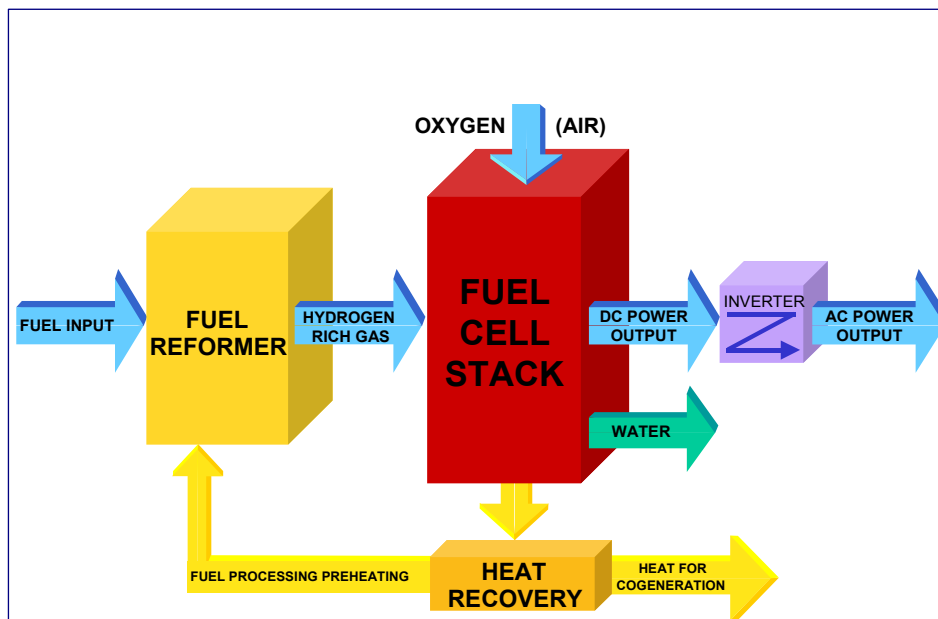 OXYGEN (AIR)
FUEL INPUT
FUEL
REFORMER
HYDROGEN
RICH GAS
FUEL
CELL
STACK
DC POWER
OUTPUT
INVERTER
AC POWER
OUTPUT
WATER
FUEL PROCESSING PREHEATING
HEAT
RECOVERY
HEAT FOR
COGENERATION